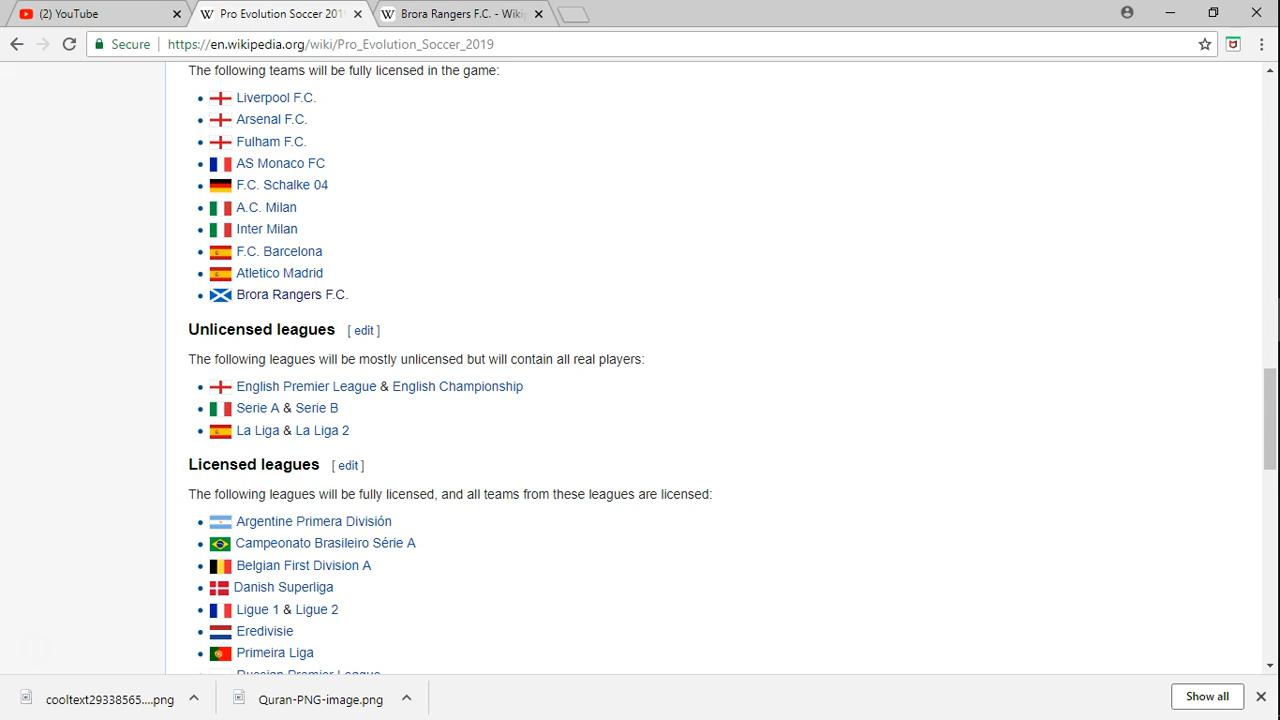 (2) YouTube
Pro Evolution Soccer 201
Brora Rangers F.C. - Wiki
Secure
https://en.wikipedia.org/wiki/Pro_Evolution_Soccer_2019
The following teams will be fully licensed in the game:
Liverpool F.C.
Arsenal F.C.
Fulham F.C.
AS Monaco FC
F.C. Schalke 04
A.C. Milan
Inter Milan
F.C. Barcelona
Atletico Madrid
Brora Rangers F.C.
Unlicensed leagues [ edit ]
The following leagues will be mostly unlicensed but will contain all real players:
English Premier League & English Championship
Serie A & Serie B
La Liga & La Liga 2
Licensed leagues [ edit ]
The following leagues will be fully licensed, and all teams from these leagues are licensed:
Argentine Primera División
Campeonato Brasileiro Série A
Belgian First Division A
Danish Superliga
Ligue 1 & Ligue 2
Eredivisie
Primeira Liga
Russian Premier League
cooltext29338565....png
Quran-PNG-image.png
Show all